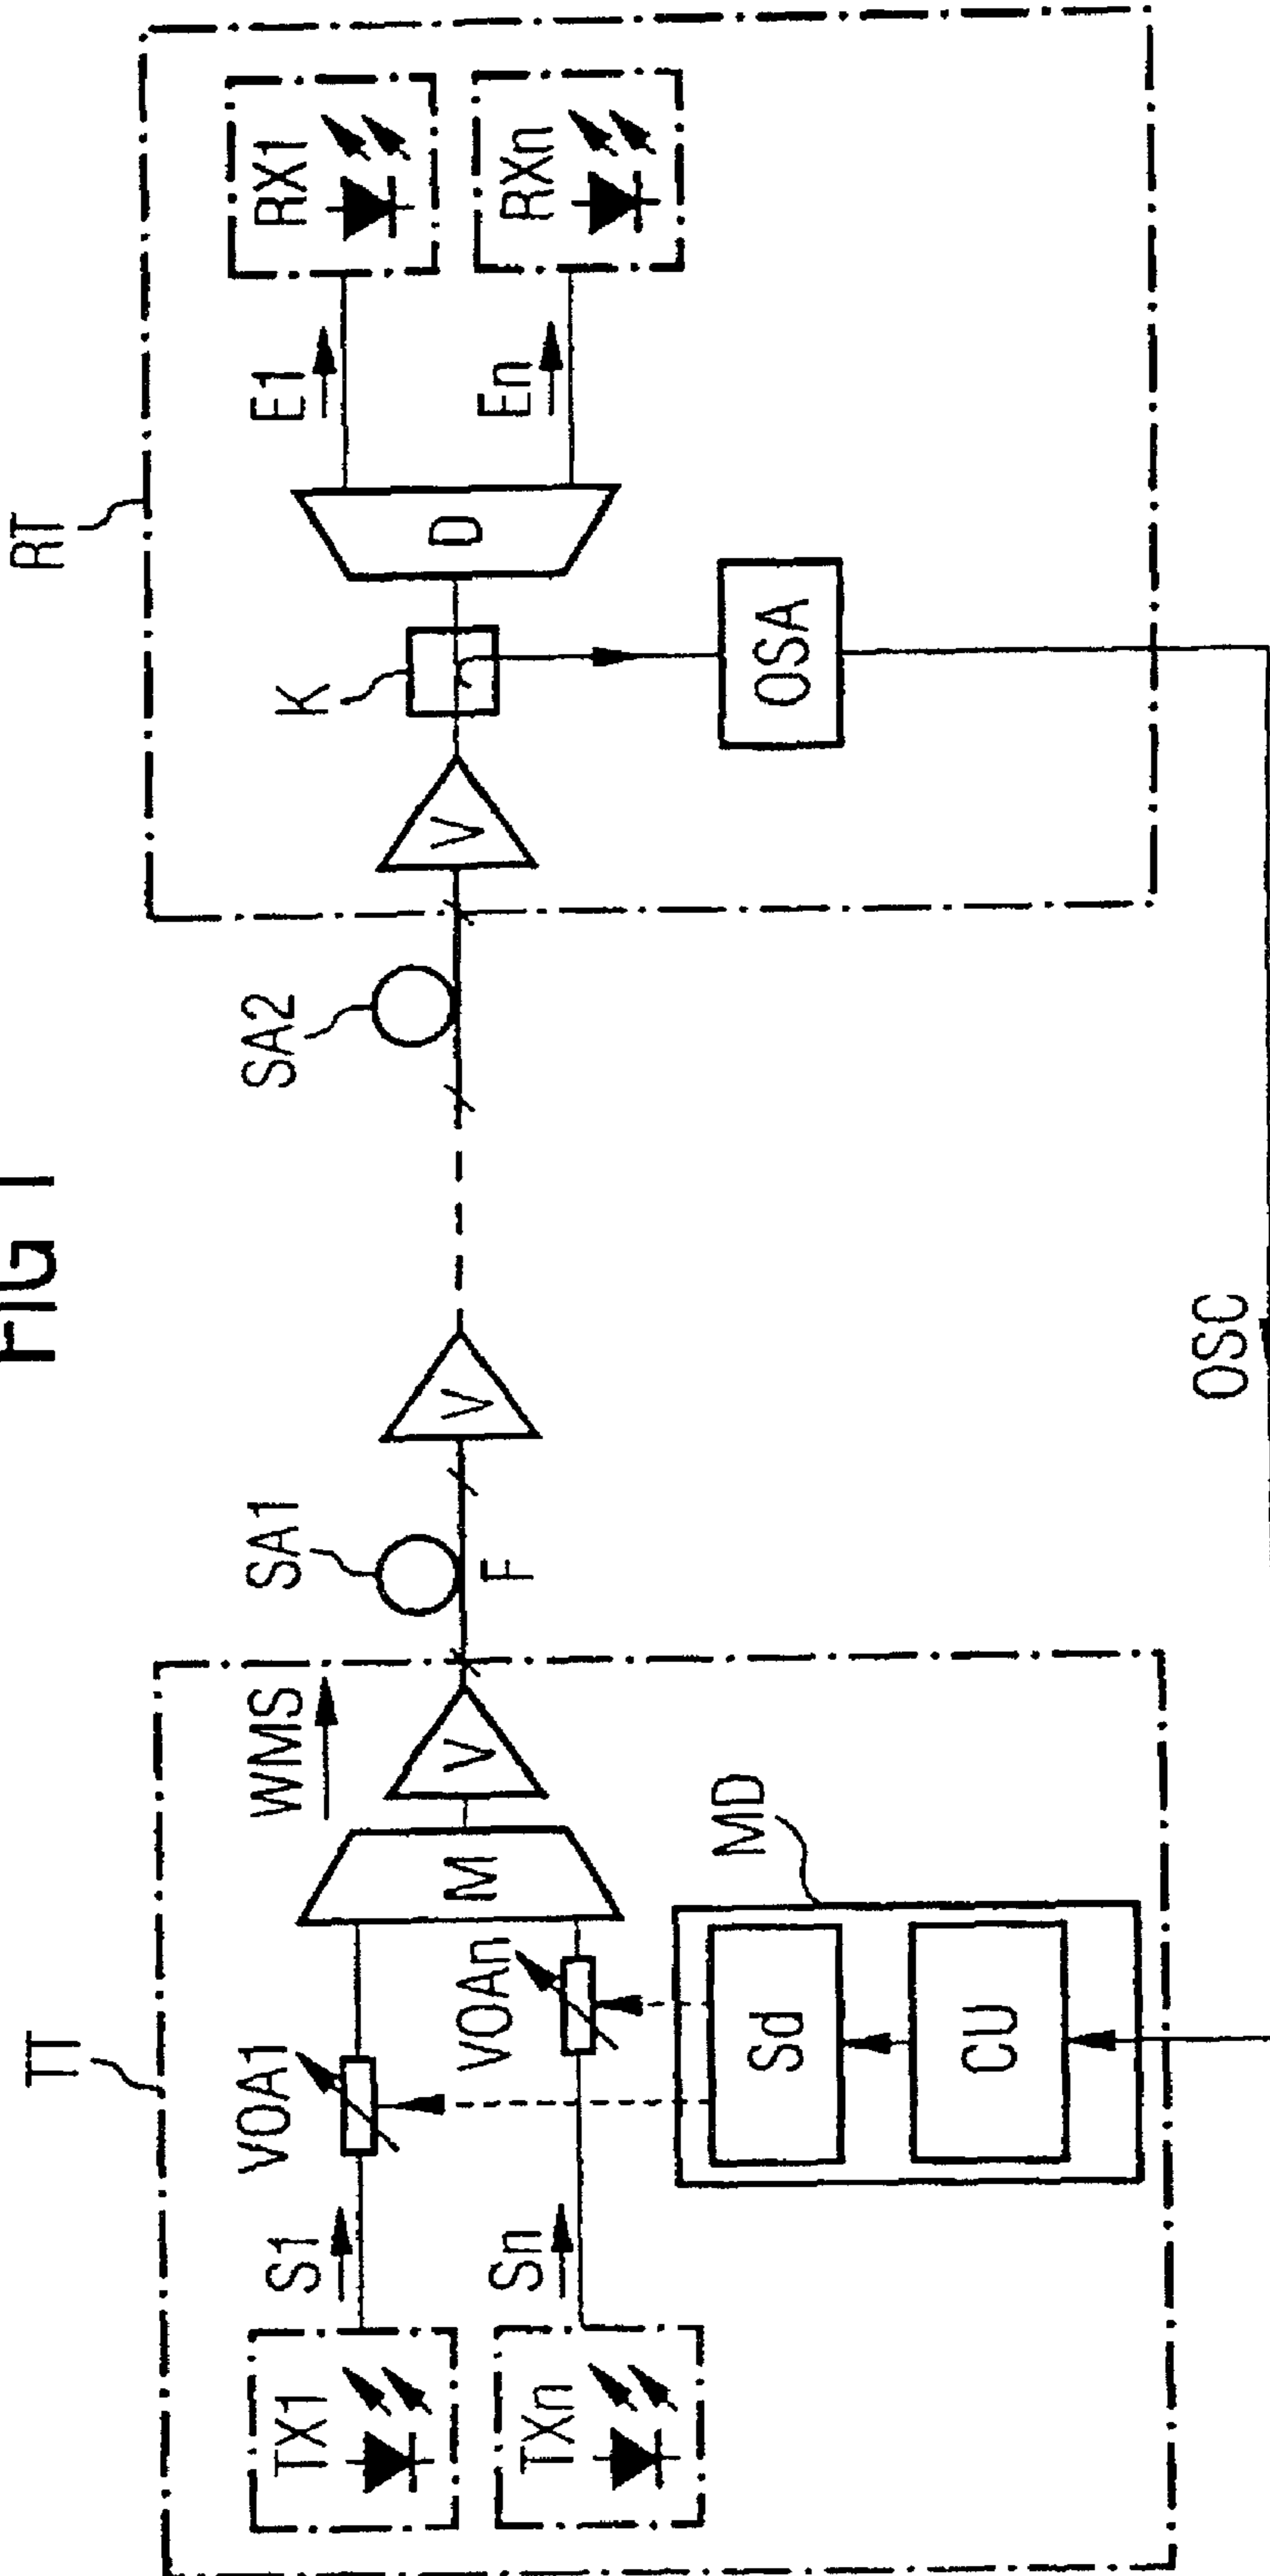 FIG 1
TT
RT
TX1
S1
VOA1
WMS
SA1
SA2
K
E1
RX1
TXn
Sn
VOAn
M
V
F
V
V
D
En
RXn
MD
Sd
CU
OSA
OSC